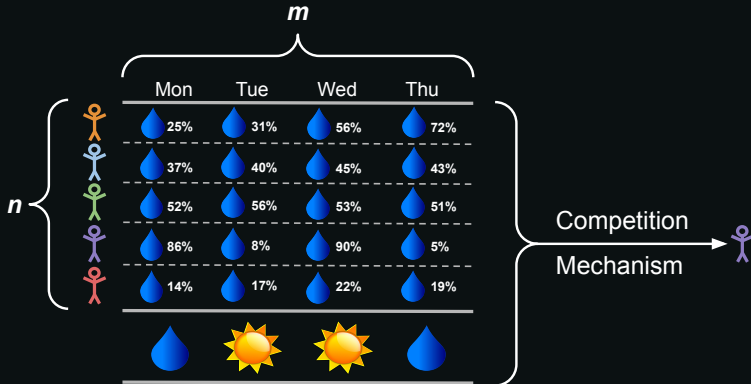 m
Mon Tue Wed Thu
25% 31% 56% 72%
37% 40% 45% 43%
n
52% 56% 53% 51%
86% 8% 90% 5%
14% 17% 22% 19%
Competition
Mechanism